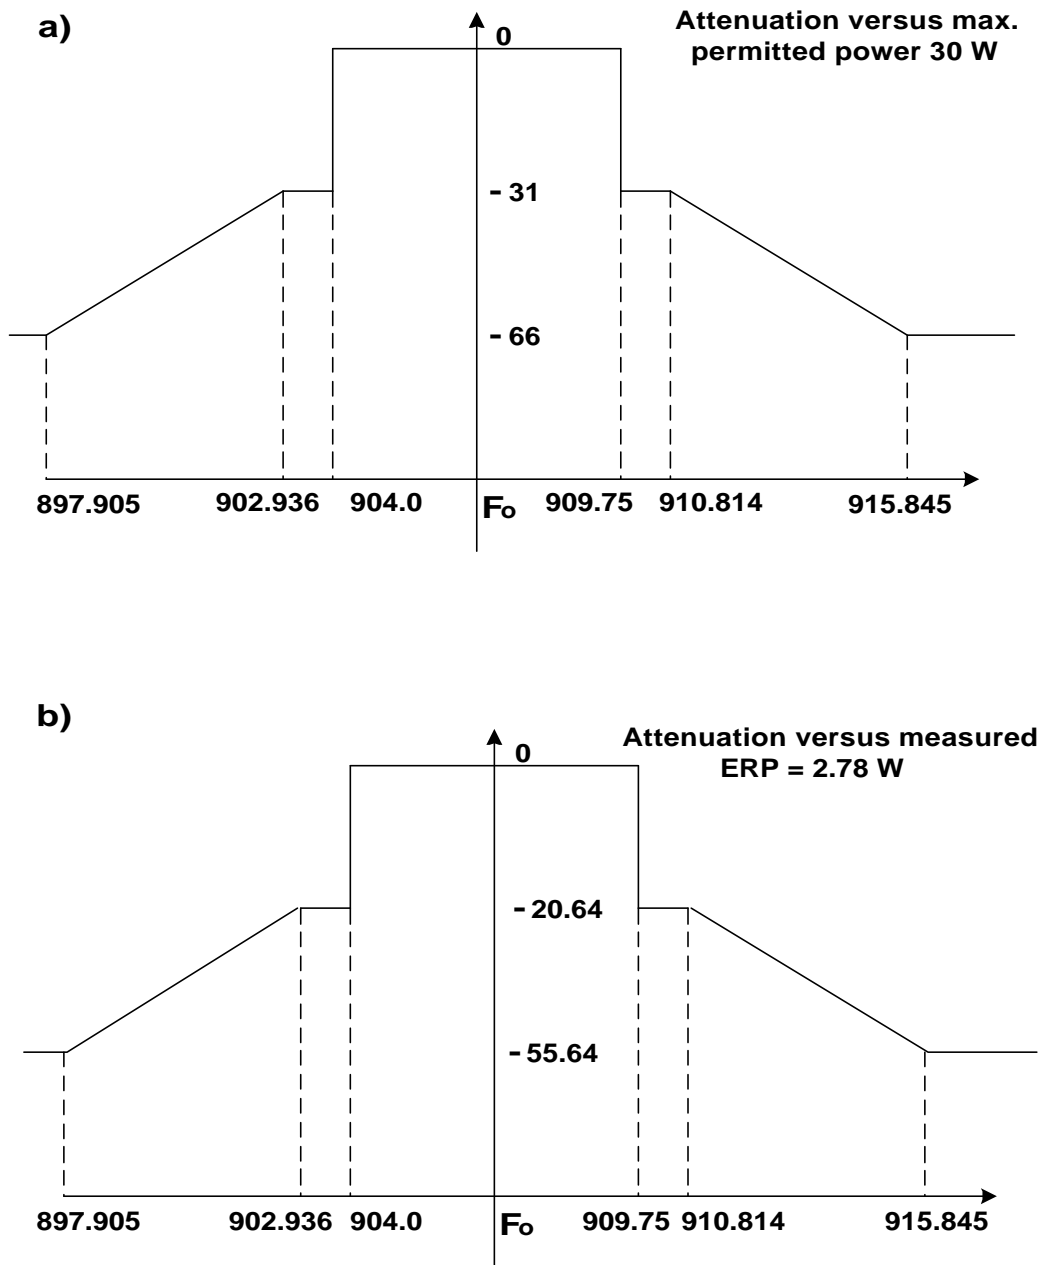 a)
Attenuation versus max.
permitted power 30 W
0
- 31
- 66
897.905 902.936 904.0 Fo 909.75 910.814 915.845
b)
Attenuation versus measured
ERP = 2.78 W
0
- 20.64
- 55.64
897.905 902.936 904.0 Fo 909.75 910.814 915.845